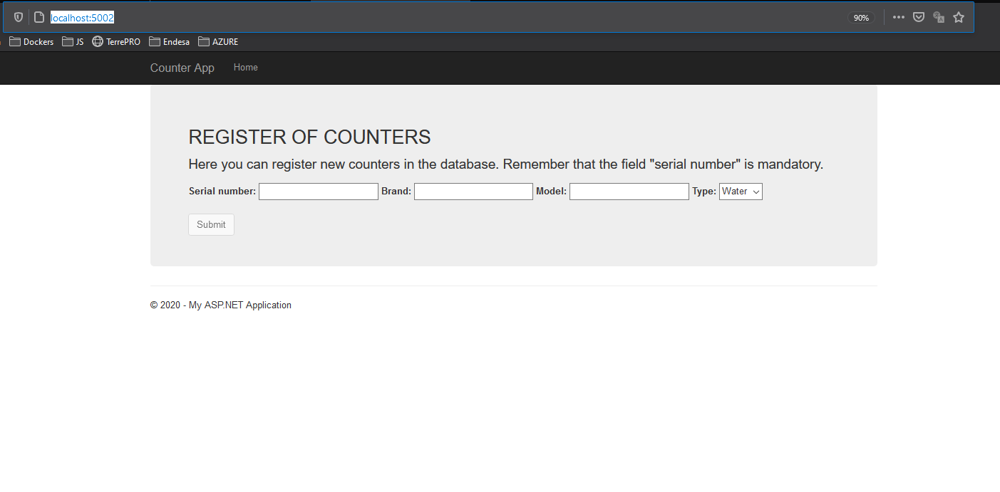 localhost:5002 90%
Dockers JS TerrePRO Endesa AZURE
Counter App Home
REGISTER OF COUNTERS
Here you can register new counters in the database. Remember that the field "serial number" is mandatory.
Serial number: Brand: Model: Type: Water
Submit
© 2020 - My ASP.NET Application